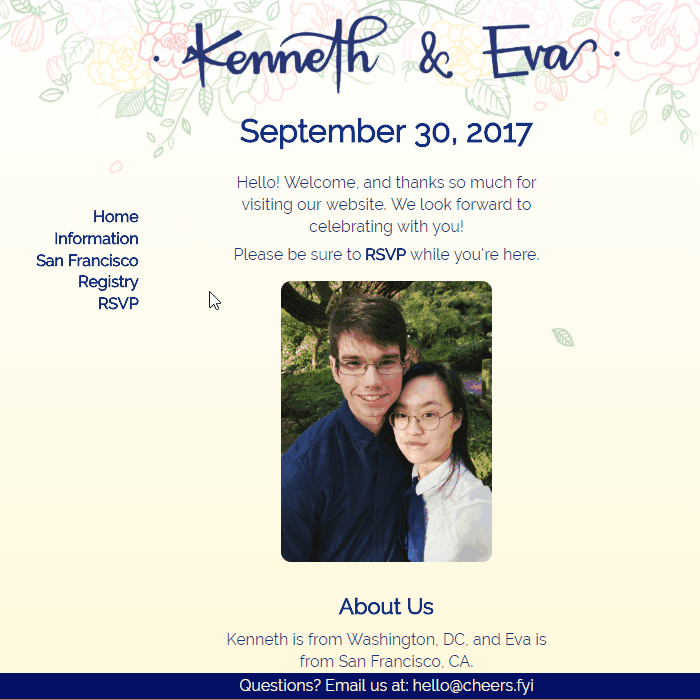 · Kenneth & Eva ·
September 30, 2017
Hello! Welcome, and thanks so much for
visiting our website. We look forward to
celebrating with you!
Please be sure to RSVP while you're here.
Home
Information
San Francisco
Registry
RSVP
About Us
Kenneth is from Washington, DC, and Eva is
from San Francisco, CA.
Questions? Email us at: hello@cheers.fyi